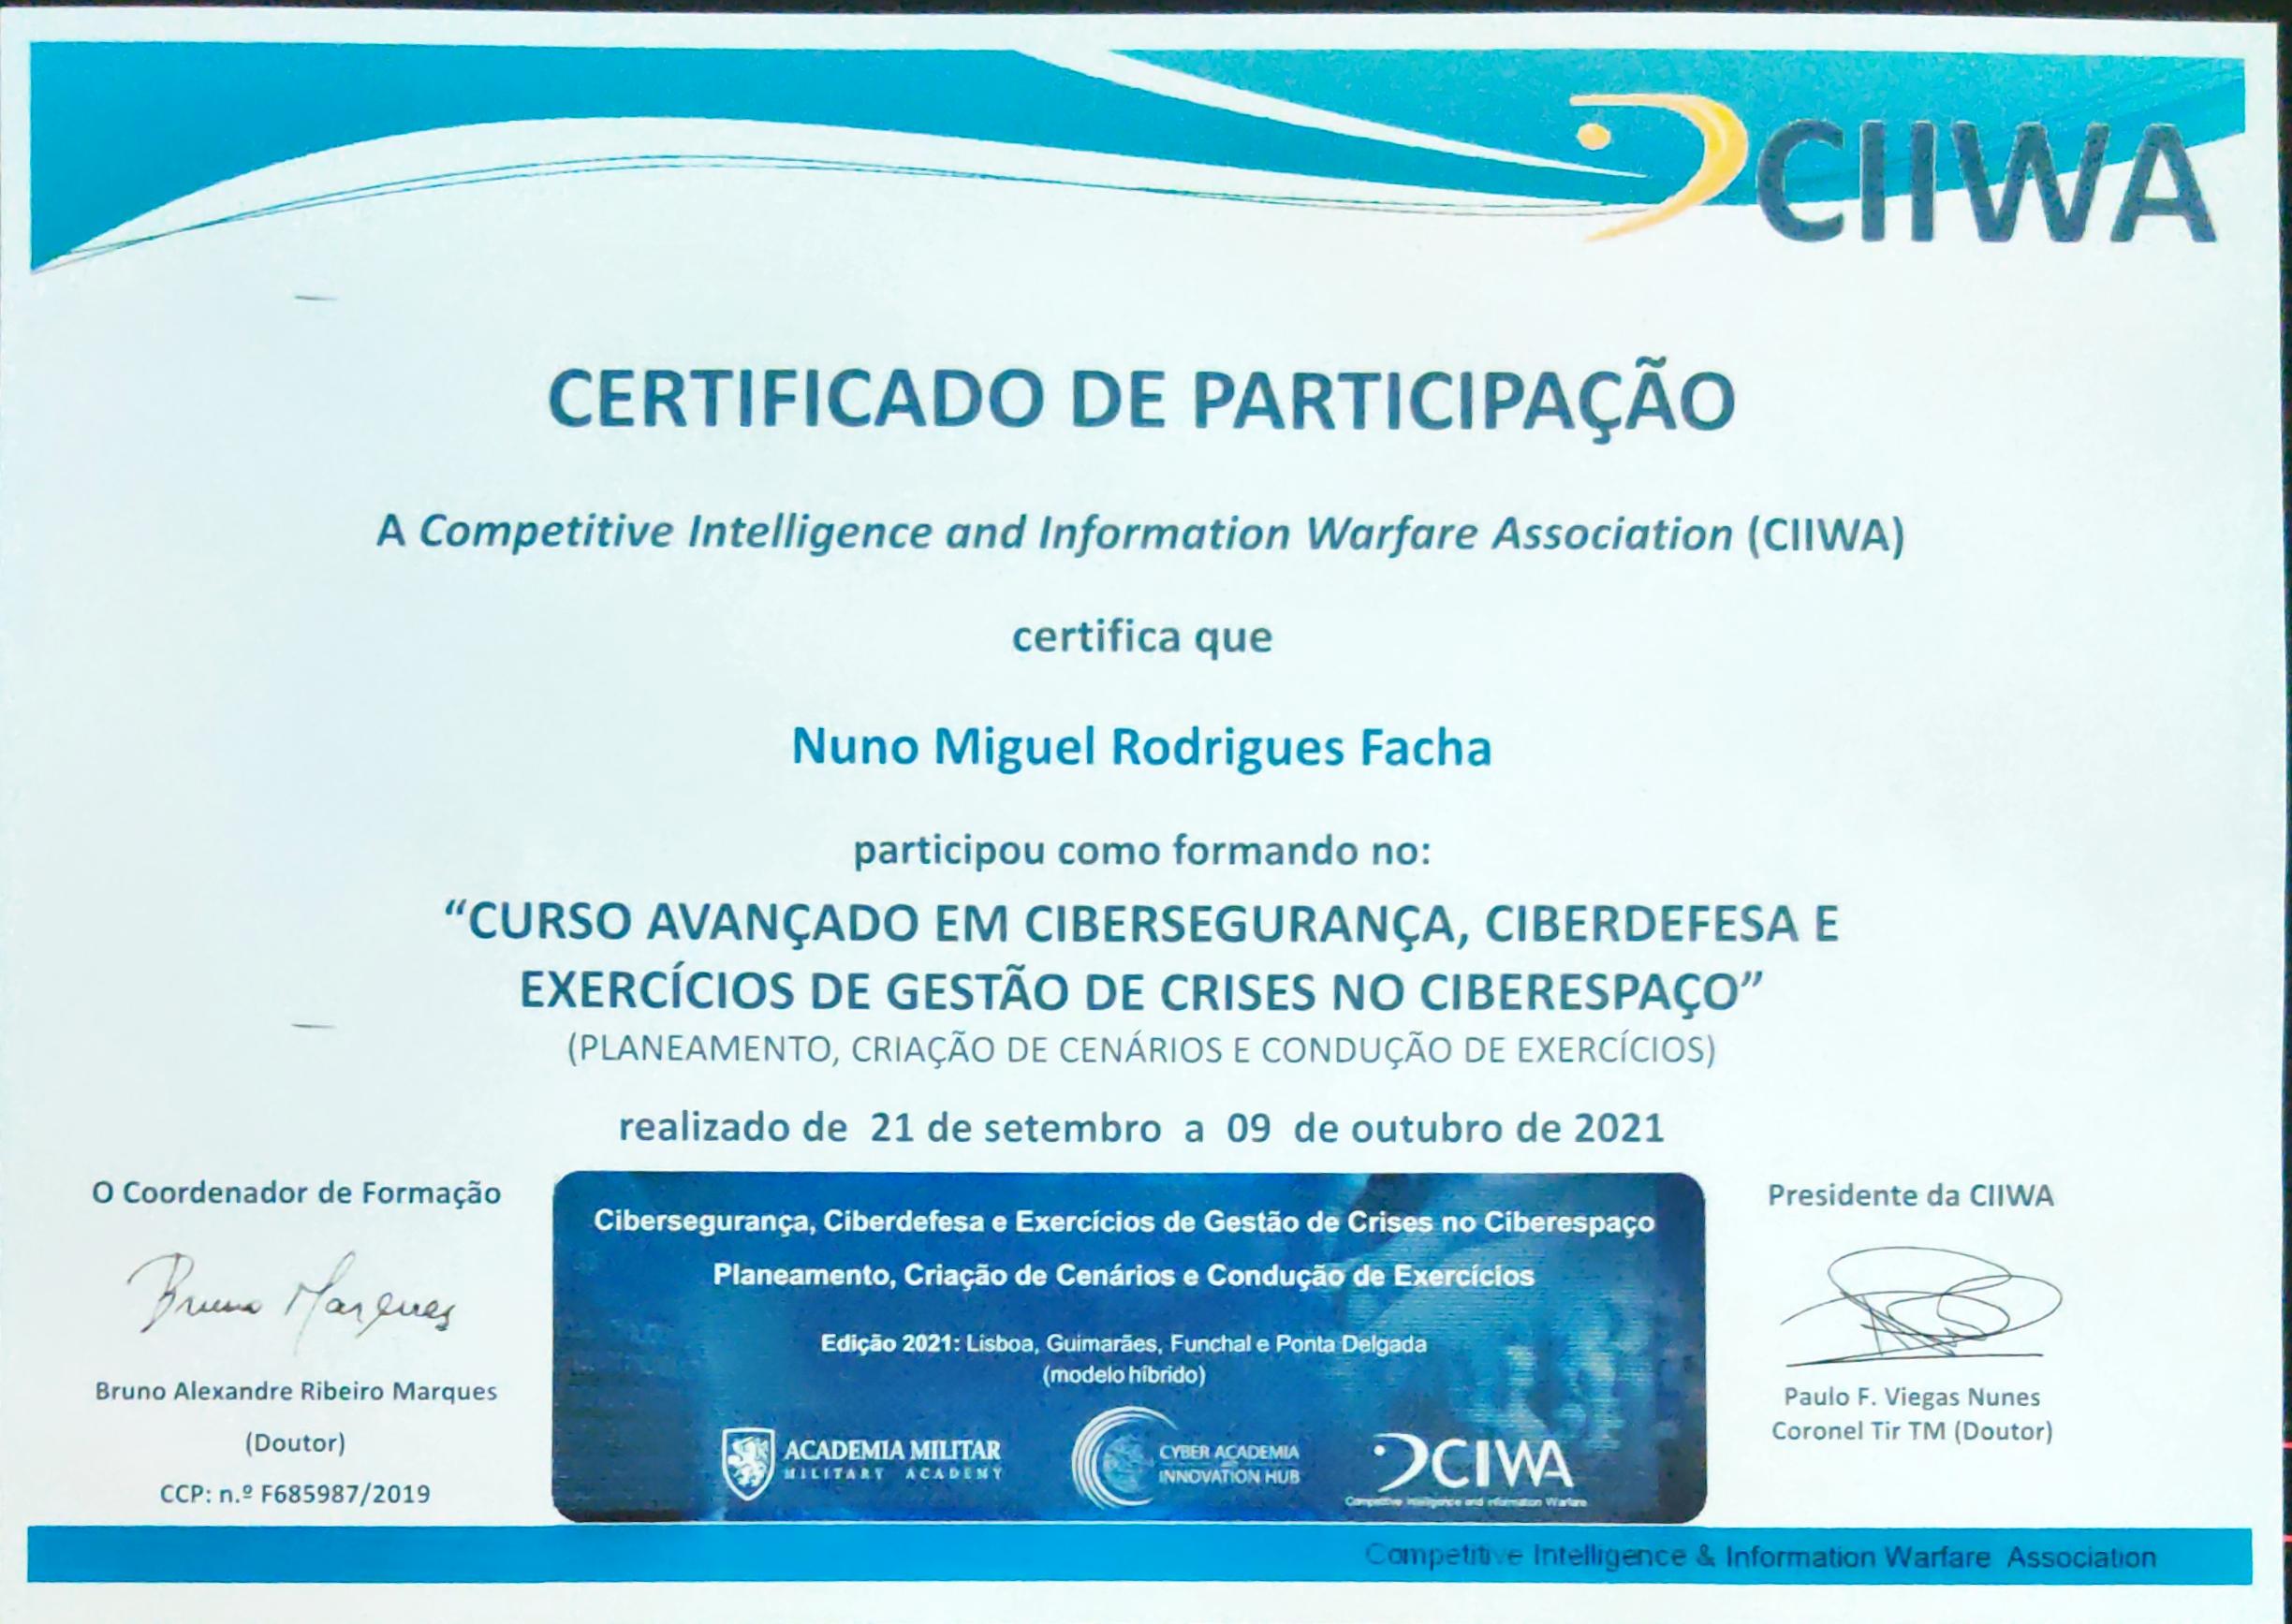 CIIWA
CERTIFICADO DE PARTICIPAÇÃO
A Competitive Intelligence and Information Warfare Association (CIIWA)
certifica que
Nuno Miguel Rodrigues Facha
participou como formando no:
“CURSO AVANÇADO EM CIBERSEGURANÇA, CIBERDEFESA E
EXERCÍCIOS DE GESTÃO DE CRISES NO CIBERESPAÇO”
(PLANEAMENTO, CRIAÇÃO DE CENÁRIOS E CONDUÇÃO DE EXERCÍCIOS)
realizado de 21 de setembro a 09 de outubro de 2021
O Coordenador de Formação
Bruno Marques
Bruno Alexandre Ribeiro Marques
(Doutor)
CCP: n.º F685987/2019
Cibersegurança, Ciberdefesa e Exercícios de Gestão de Crises no Ciberespaço
Planeamento, Criação de Cenários e Condução de Exercícios
Edição 2021: Lisboa, Guimarães, Funchal e Ponta Delgada
(modelo híbrido)
ACADEMIA MILITAR
MILITARY ACADEMY
CYBER ACADEMIA
INNOVATION HUB
CIWA
Competitive Intelligence and Information Warfare
Presidente da CIIWA
Paulo F. Viegas Nunes
Coronel Tir TM (Doutor)
Competitive Intelligence & Information Warfare Association